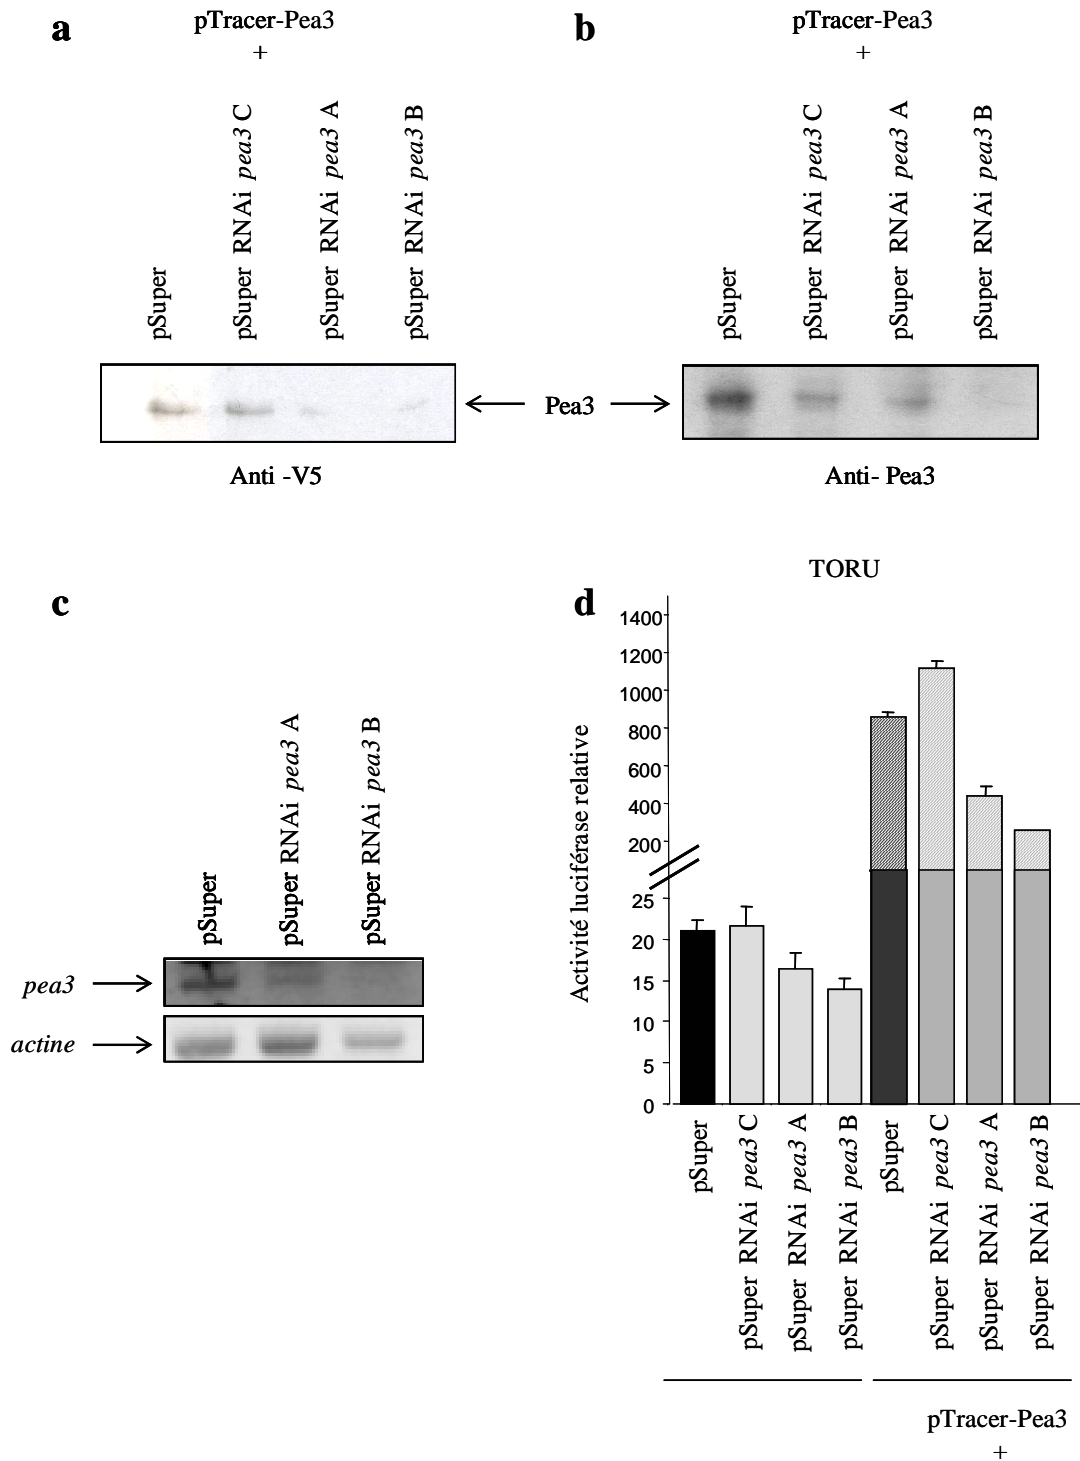 a
pTracer-Pea3
+
pSuper
pSuper RNAi pea3 C
pSuper RNAi pea3 A
pSuper RNAi pea3 B
Anti -V5
Pea3
b
pTracer-Pea3
+
pSuper
pSuper RNAi pea3 C
pSuper RNAi pea3 A
pSuper RNAi pea3 B
Anti- Pea3
c
pSuper
pSuper RNAi pea3 A
pSuper RNAi pea3 B
pea3
actine
d
TORU
Activité luciférase relative
1400
1200
1000
800
600
400
200
25
20
15
10
5
0
pSuper
pSuper RNAi pea3 C
pSuper RNAi pea3 A
pSuper RNAi pea3 B
pSuper
pSuper RNAi pea3 C
pSuper RNAi pea3 A
pSuper RNAi pea3 B
pTracer-Pea3
+